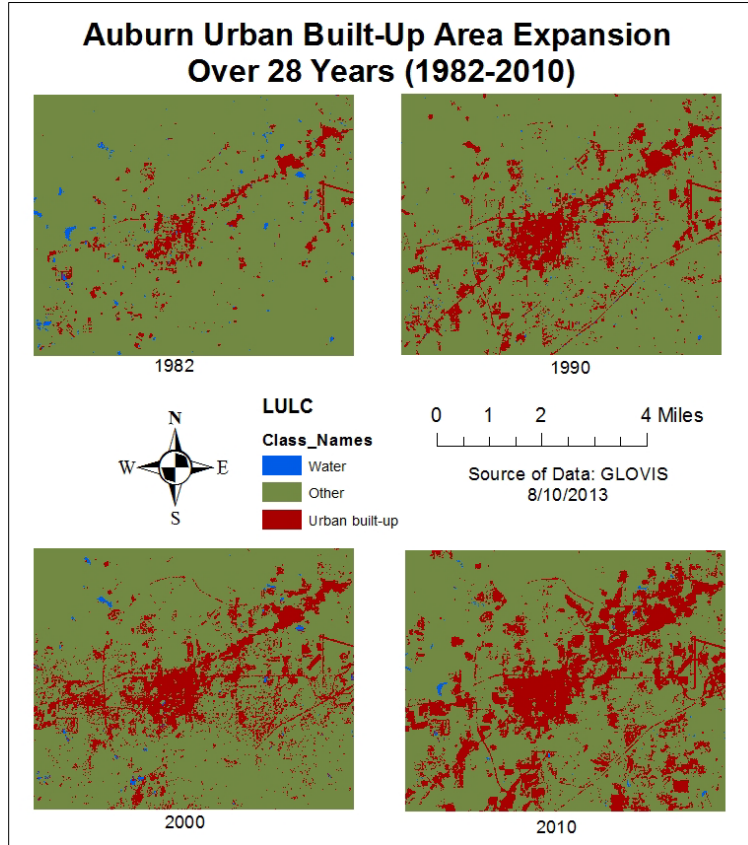 Auburn Urban Built-Up Area Expansion
Over 28 Years (1982-2010)
1982
1990
N
W E
S
LULC
Class_Names
Water
Other
Urban built-up
0 1 2 4 Miles
Source of Data: GLOVIS
8/10/2013
2000
2010